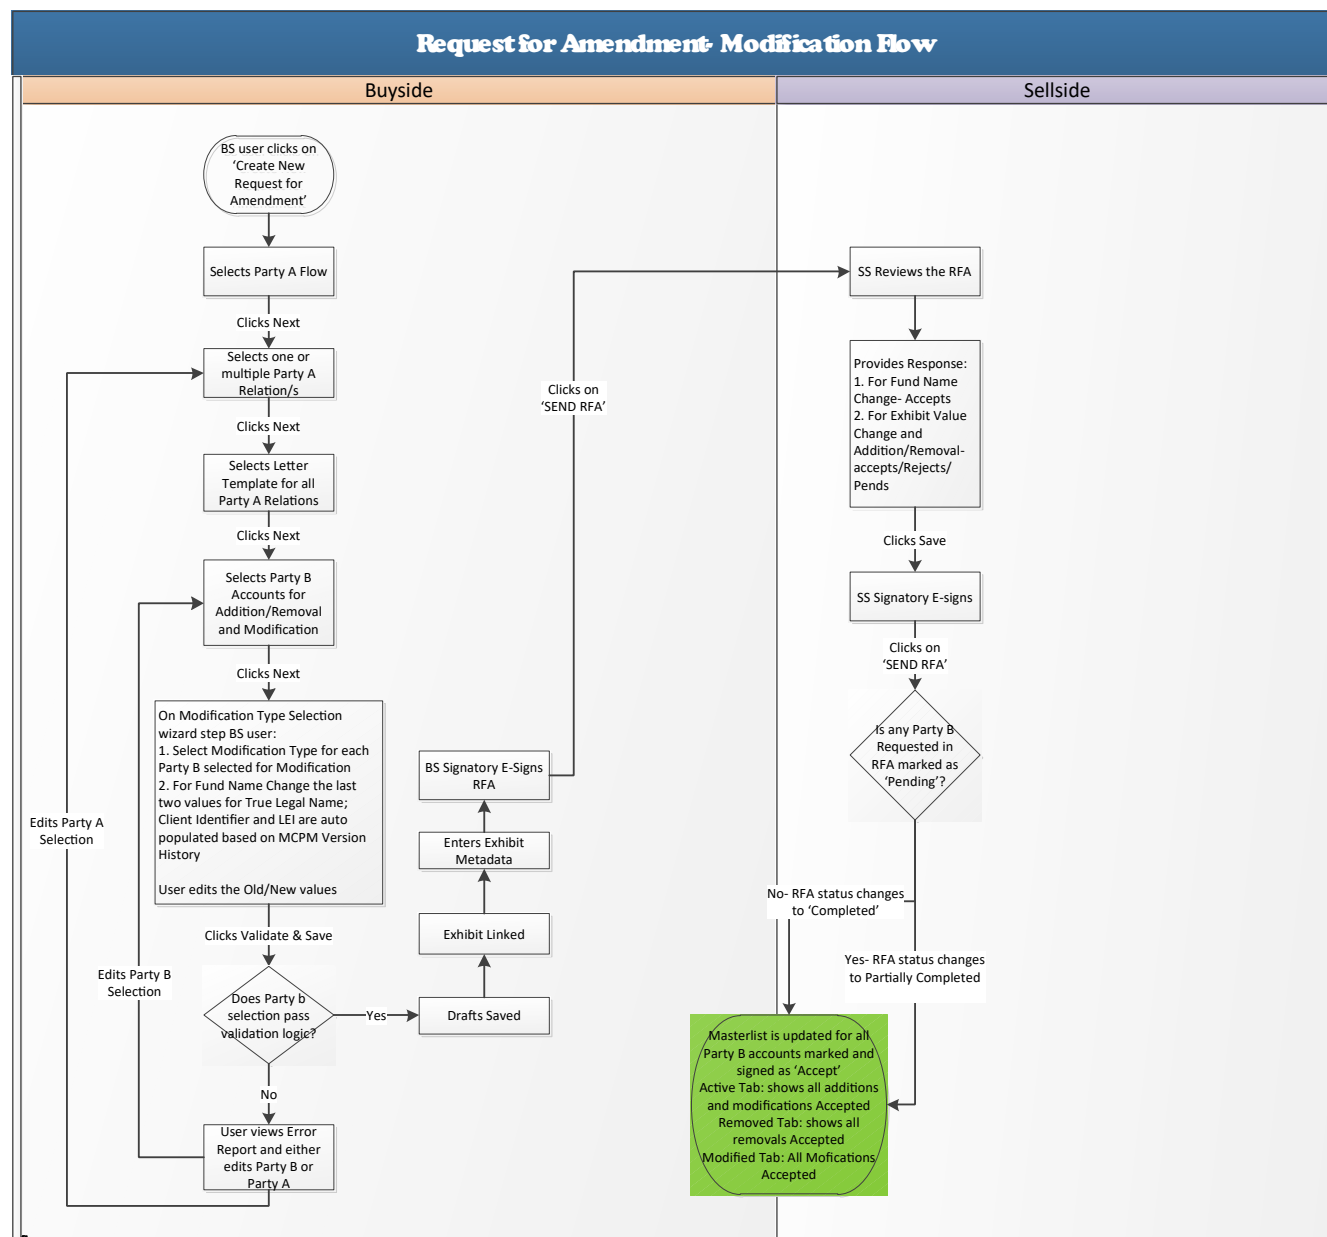 Request for Amendment- Modification Flow
Buyside
Sellside
BS user clicks on
‘Create New
Request for
Amendment’
Selects Party A Flow
Clicks Next
Selects one or
multiple Party A
Relation/s
Clicks Next
Selects Letter
Template for all
Party A Relations
Clicks Next
Selects Party B
Accounts for
Addition/Removal
and Modification
Clicks Next
On Modification Type Selection
wizard step BS user:
1. Select Modification Type for each
Party B selected for Modification
2. For Fund Name Change the last
two values for True Legal Name;
Client Identifier and LEI are auto
populated based on MCPM Version
History
User edits the Old/New values
Clicks Validate & Save
Does Party b
selection pass
validation logic?
Yes
No
User views Error
Report and either
edits Party B or
Party A
Edits Party A
Selection
Edits Party B
Selection
Drafts Saved
Exhibit Linked
Enters Exhibit
Metadata
BS Signatory E-Signs
RFA
Clicks on
‘SEND RFA’
SS Reviews the RFA
Provides Response:
1. For Fund Name
Change- Accepts
2. For Exhibit Value
Change and
Addition/Removal-
accepts/Rejects/
Pends
Clicks Save
SS Signatory E-signs
Clicks on
‘SEND RFA’
Is any Party B
Requested in
RFA marked as
‘Pending’?
No- RFA status changes
to ‘Completed’
Yes- RFA status changes
to Partially Completed
Masterlist is updated for all
Party B accounts marked and
signed as ‘Accept’
Active Tab: shows all additions
and modifications Accepted
Removed Tab: shows all
removals Accepted
Modified Tab: All Mofications
Accepted